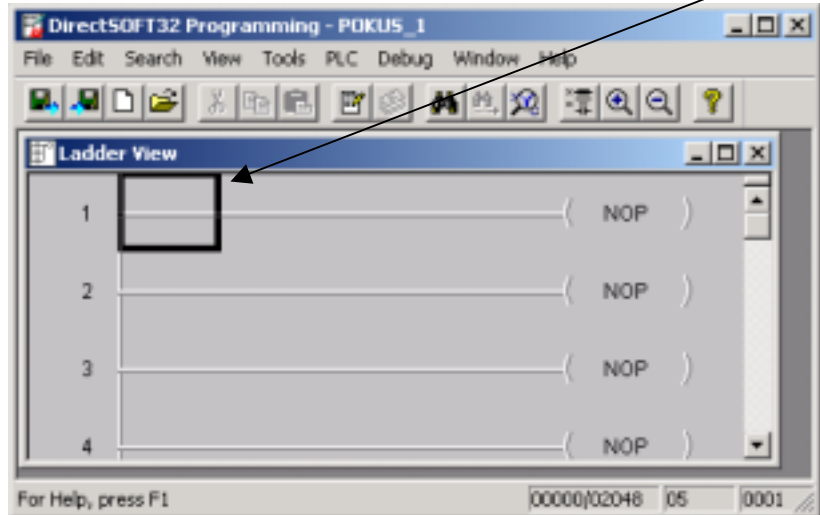 DirectSOFT32 Programming - POKUS_1
File Edit Search View Tools PLC Debug Window Help
Ladder View
1 ( NOP )
2 ( NOP )
3 ( NOP )
4 ( NOP )
For Help, press F1 00000/02048 05 0001